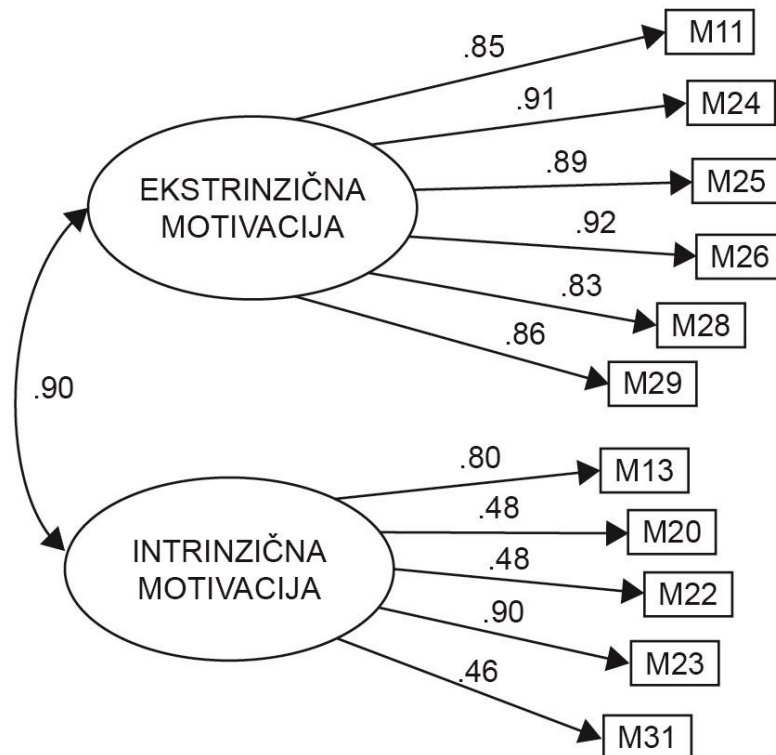 .85
M11
.91
M24
EKSTRINZIČNA
MOTIVACIJA
.89
M25
.92
M26
.83
M28
.86
M29
.90
.80
M13
INTRINZIČNA
MOTIVACIJA
.48
M20
.48
M22
.90
M23
.46
M31